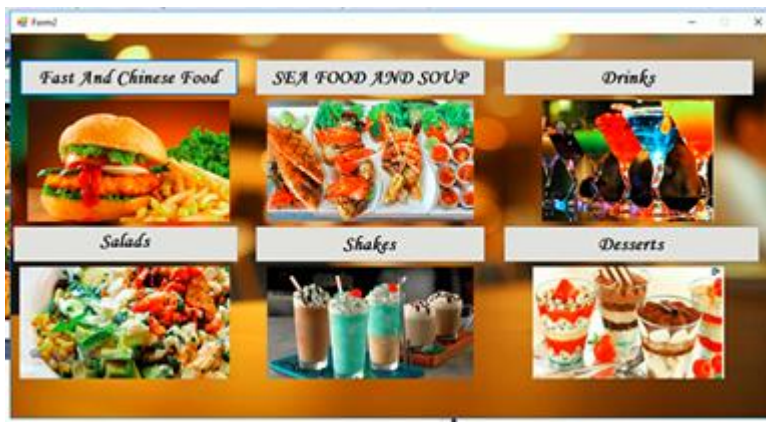 Form2
Fast And Chinese Food
SEA FOOD AND SOUP
Drinks
Salads
Shakes
Desserts